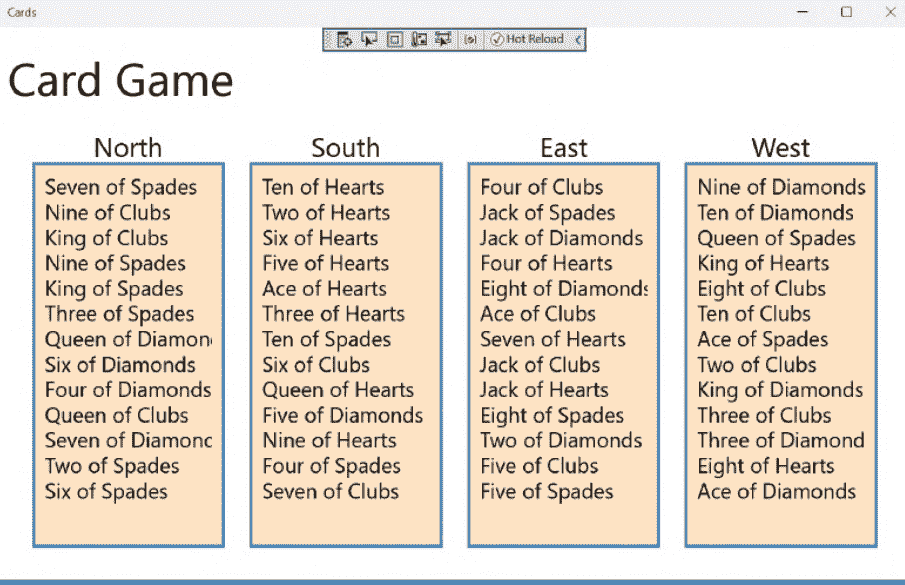 Cards
Hot Reload
Card Game
North
Seven of Spades
Nine of Clubs
King of Clubs
Nine of Spades
King of Spades
Three of Spades
Queen of Diamon
Six of Diamonds
Four of Diamonds
Queen of Clubs
Seven of Diamond
Two of Spades
Six of Spades
South
Ten of Hearts
Two of Hearts
Six of Hearts
Five of Hearts
Ace of Hearts
Three of Hearts
Ten of Spades
Six of Clubs
Queen of Hearts
Five of Diamonds
Nine of Hearts
Four of Spades
Seven of Clubs
East
Four of Clubs
Jack of Spades
Jack of Diamonds
Four of Hearts
Eight of Diamonds
Ace of Clubs
Seven of Hearts
Jack of Clubs
Jack of Hearts
Eight of Spades
Two of Diamonds
Five of Clubs
Five of Spades
West
Nine of Diamonds
Ten of Diamonds
Queen of Spades
King of Hearts
Eight of Clubs
Ten of Clubs
Ace of Spades
Two of Clubs
King of Diamonds
Three of Clubs
Three of Diamond
Eight of Hearts
Ace of Diamonds